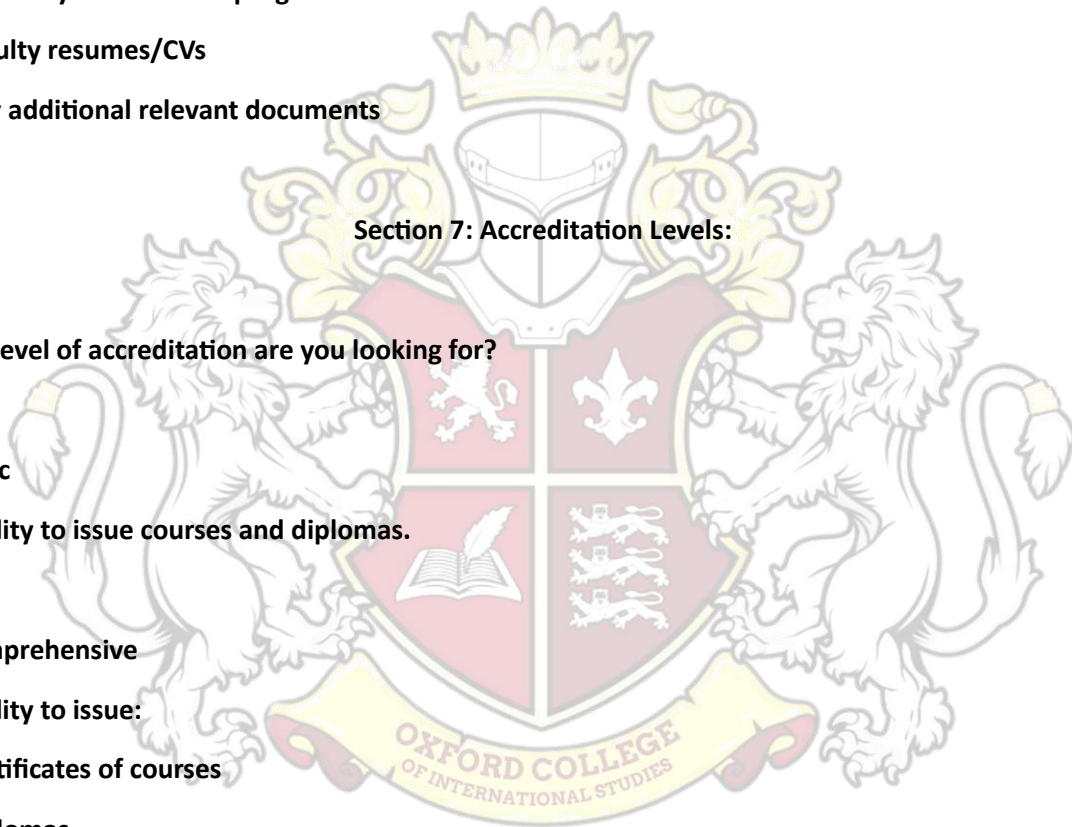 ulty resumes/CVs
additional relevant documents
Section 7: Accreditation Levels:
evel of accreditation are you looking for?
c
lity to issue courses and diplomas.
prehensive
lity to issue:
tificates of courses
OXFORD COLLEGE
OF INTERNATIONAL STUDIES